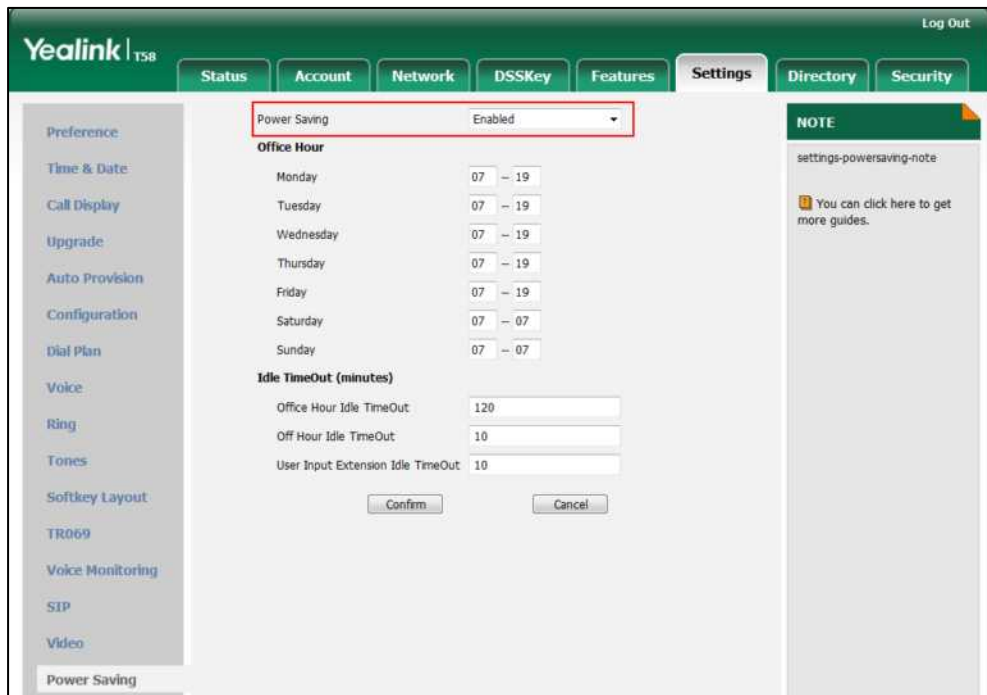 Log Out
Yealink | T58
Status Account Network DSSKey Features Settings Directory Security
Preference
Time & Date
Call Display
Upgrade
Auto Provision
Configuration
Dial Plan
Voice
Ring
Tones
Softkey Layout
TR069
Voice Monitoring
SIP
Video
Power Saving
Power Saving Enabled
Office Hour
Monday 07 – 19
Tuesday 07 – 19
Wednesday 07 – 19
Thursday 07 – 19
Friday 07 – 19
Saturday 07 – 07
Sunday 07 – 07
Idle TimeOut (minutes)
Office Hour Idle TimeOut 120
Off Hour Idle TimeOut 10
User Input Extension Idle TimeOut 10
Confirm Cancel
NOTE
settings-powersaving-note
You can click here to get
more guides.